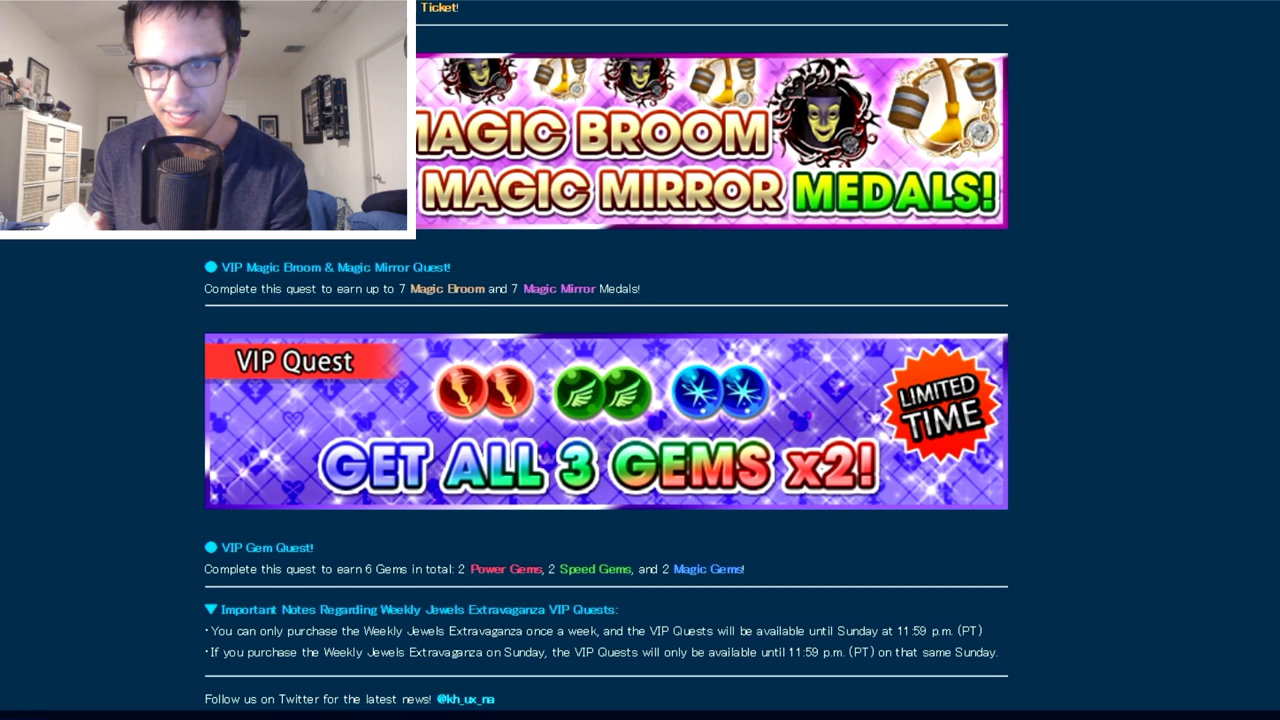 Ticket!
MAGIC BROOM
MAGIC MIRROR MEDALS!
● VIP Magic Broom & Magic Mirror Quest!
Complete this quest to earn up to 7 Magic Broom and 7 Magic Mirror Medals!
VIP Quest
LIMITED
TIME
GET ALL 3 GEMS x2!
● VIP Gem Quest!
Complete this quest to earn 6 Gems in total: 2 Power Gems, 2 Speed Gems, and 2 Magic Gems!
▼ Important Notes Regarding Weekly Jewels Extravaganza VIP Quests:
・You can only purchase the Weekly Jewels Extravaganza once a week, and the VIP Quests will be available until Sunday at 11:59 p.m. (PT)
・If you purchase the Weekly Jewels Extravaganza on Sunday, the VIP Quests will only be available until 11:59 p.m. (PT) on that same Sunday.
Follow us on Twitter for the latest news! @kh_ux_na